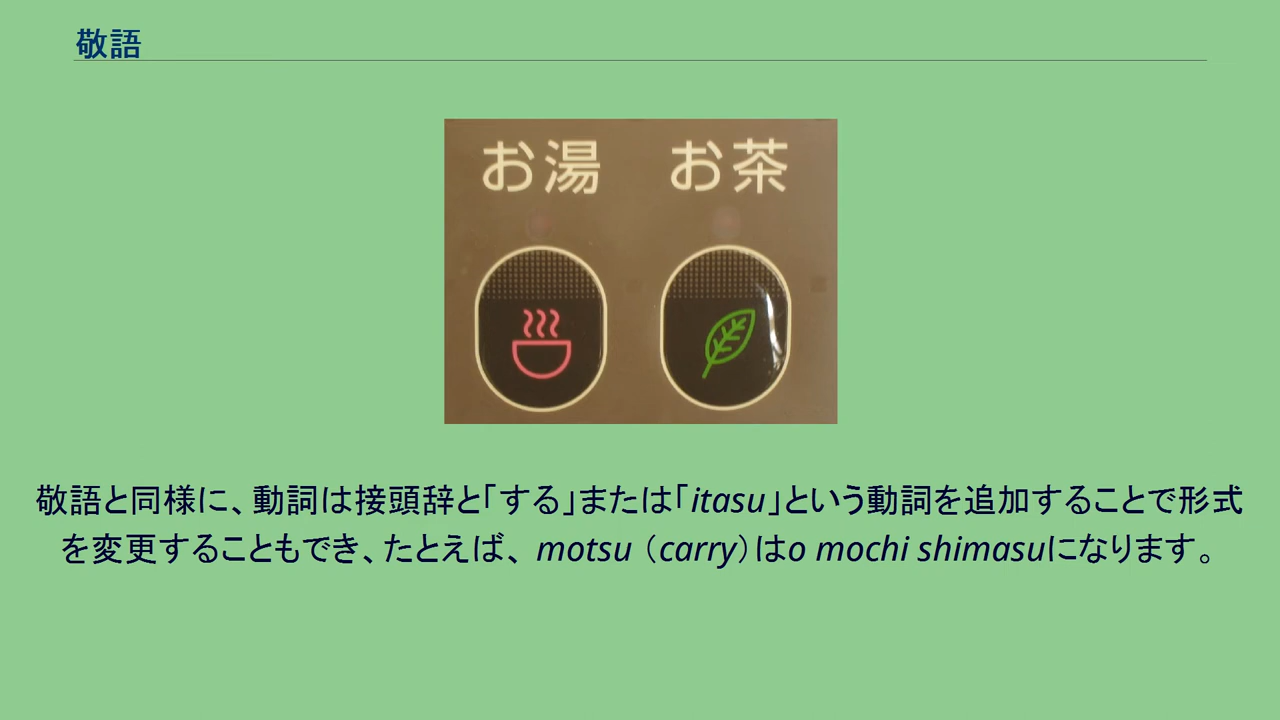 敬語
お湯 お茶
敬語と同様に、動詞は接頭辞と「する」または「itasu」という動詞を追加することで形式
を変更することもでき、たとえば、motsu（carry）はo mochi shimasuになります。